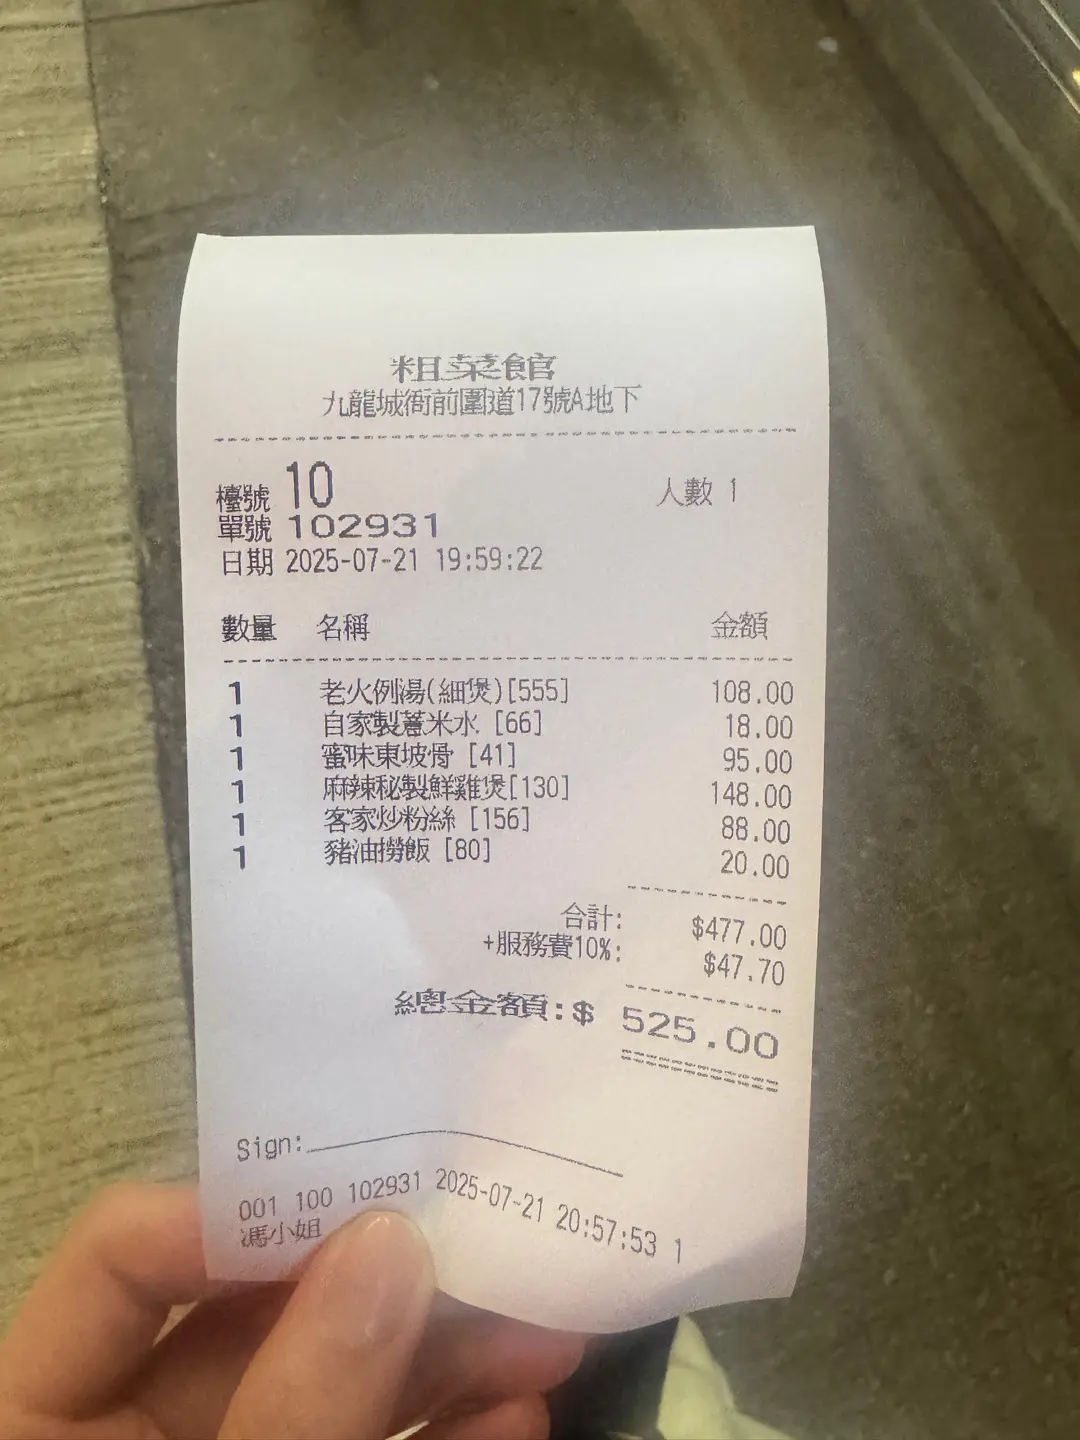 粗菜館
九龍城衙前圍道17號A地下
檯號 10
人數 1
單號 102931
日期 2025-07-21 19:59:22
數量 名稱 金額
1 老火例湯(細煲)[555] 108.00
1 自家製薏米水 [66] 18.00
1 蜜味東坡骨 [41] 95.00
1 麻辣秘製鮮雞煲[130] 148.00
1 客家炒粉絲 [156] 88.00
1 豬油撈飯 [80] 20.00
合計: $477.00
+服務費10%: $47.70
總金額:$ 525.00
Sign:
001 100 102931 2025-07-21 20:57:53 1
馮小姐